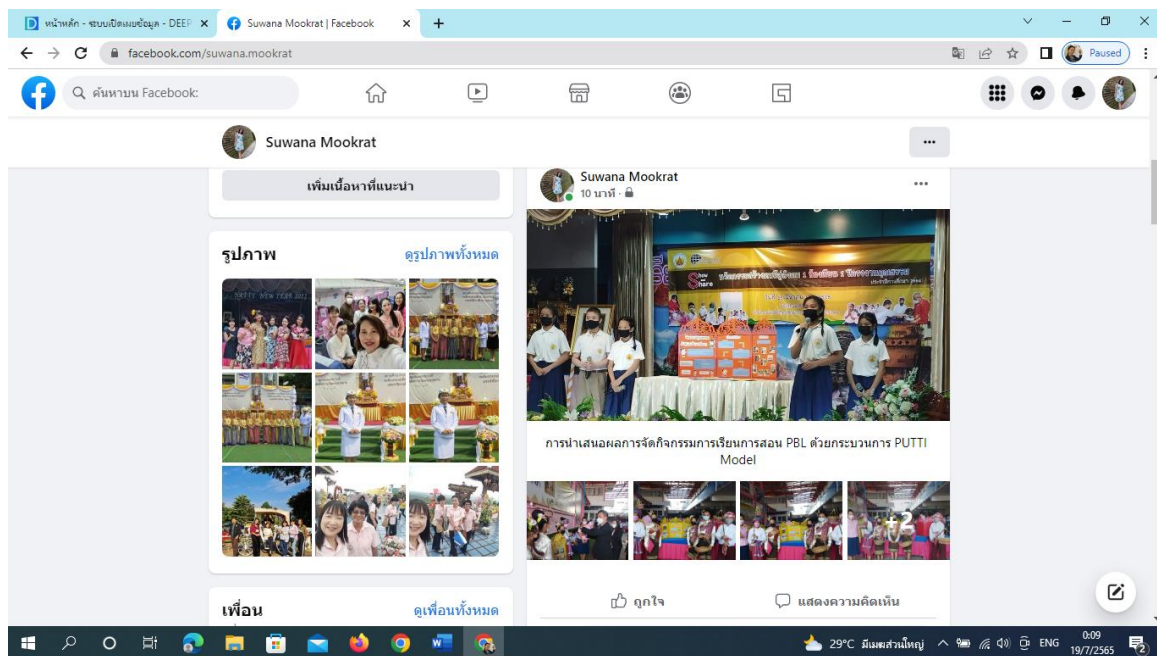 หน้าหลัก - ระบบเปิดเผยข้อมูล - DEEP
Suwana Mookrat | Facebook
facebook.com/suwana.mookrat
Paused
ค้นหาบน Facebook:
Suwana Mookrat
เพิ่มเนื้อหาที่แนะนำ
รูปภาพ
ดูรูปภาพทั้งหมด
HAPPY NEW YEAR 2022
เพื่อน
ดูเพื่อนทั้งหมด
Suwana Mookrat
10 นาที ·
Show
Share
การนำเสนอผลการจัดกิจกรรมการเรียนการสอน PBL ด้วยกระบวนการ PUTTI
Model
+2
ถูกใจ
แสดงความคิดเห็น
29°C มีเมฆส่วนใหญ่
ENG
0:09
19/7/2565
2